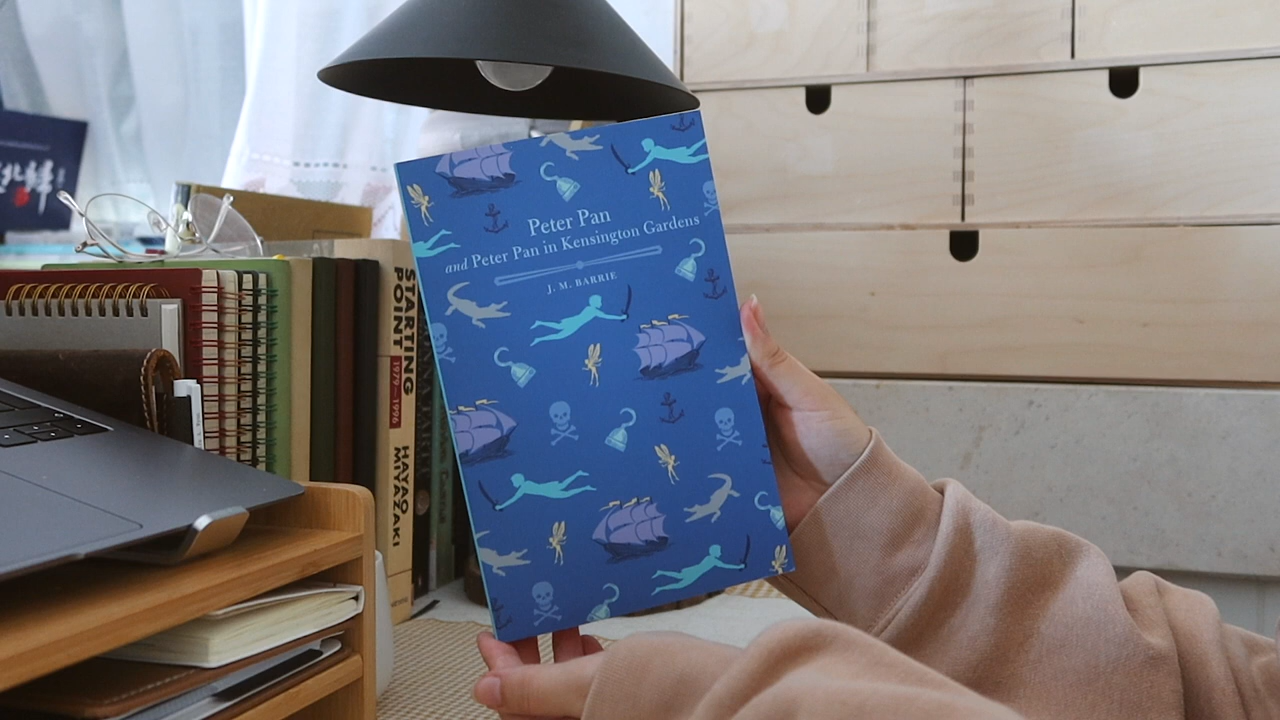 Peter Pan
and Peter Pan in Kensington Gardens
J. M. BARRIE
STARTING
POINT
1979~1996
HAYAO
MIYAZAKI